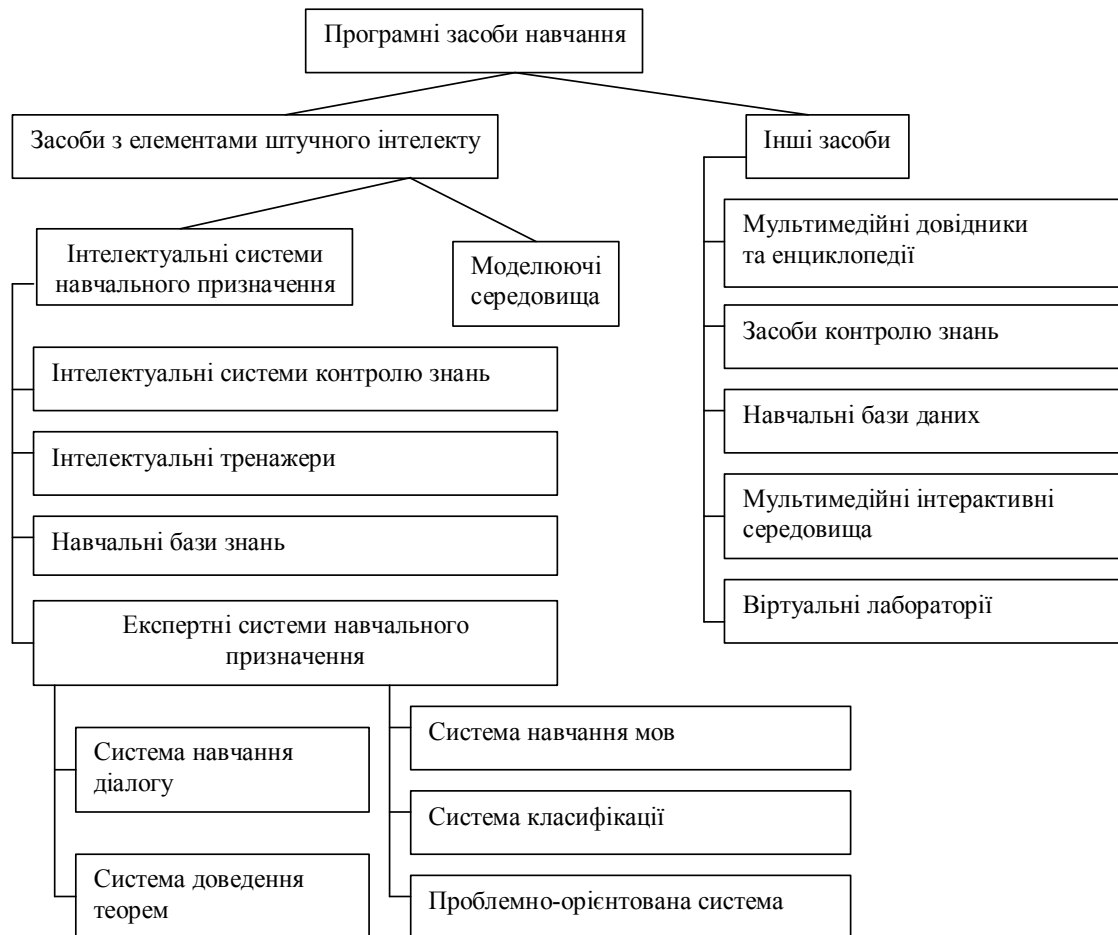 Програмні засоби навчання
Засоби з елементами штучного інтелекту
Інші засоби
Інтелектуальні системи
навчального призначення
Моделюючі
середовища
Інтелектуальні системи контролю знань
Інтелектуальні тренажери
Навчальні бази знань
Експертні системи навчального
призначення
Система навчання
діалогу
Система доведення
теорем
Система навчання мов
Система класифікації
Проблемно-орієнтована система
Мультимедійні довідники
та енциклопедії
Засоби контролю знань
Навчальні бази даних
Мультимедійні інтерактивні
середовища
Віртуальні лабораторії